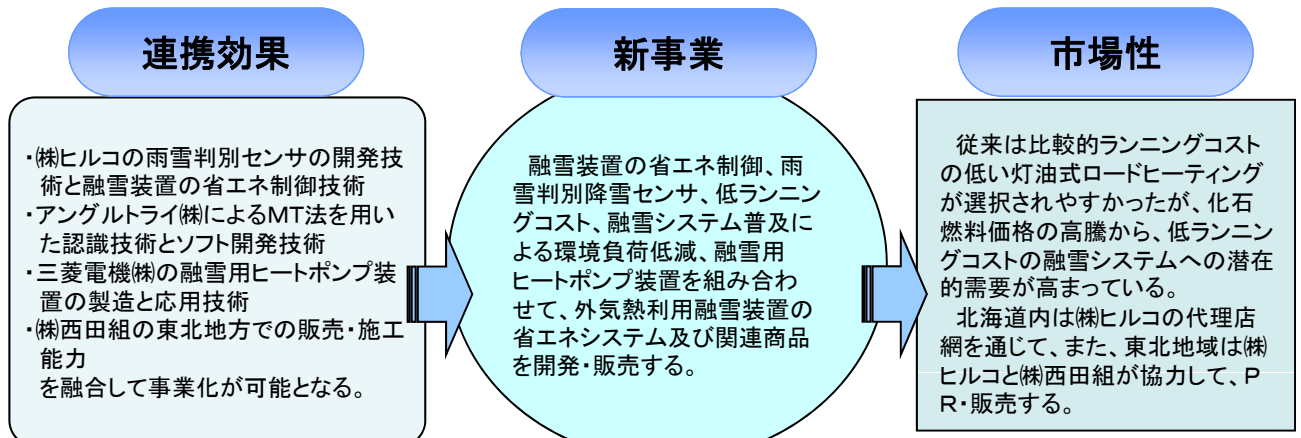 連携効果
・㈱ヒルコの雨雪判別センサの開発技
術と融雪装置の省エネ制御技術
・アングルトライ㈱によるMT法を用い
た認識技術とソフト開発技術
・三菱電機㈱の融雪用ヒートポンプ装
置の製造と応用技術
・㈱西田組の東北地方での販売・施工
能力
を融合して事業化が可能となる。
新事業
融雪装置の省エネ制御、雨
雪判別降雪センサ、低ランニン
グコスト、融雪システム普及に
よる環境負荷低減、融雪用
ヒートポンプ装置を組み合わ
せて、外気熱利用融雪装置の
省エネシステム及び関連商品
を開発・販売する。
市場性
従来は比較的ランニングコスト
の低い灯油式ロードヒーティング
が選択されやすかったが、化石
燃料価格の高騰から、低ランニン
グコストの融雪システムへの潜在
的需要が高まっている。
北海道内は㈱ヒルコの代理店
網を通じて、また、東北地域は㈱
ヒルコと㈱西田組が協力して、P
R・販売する。